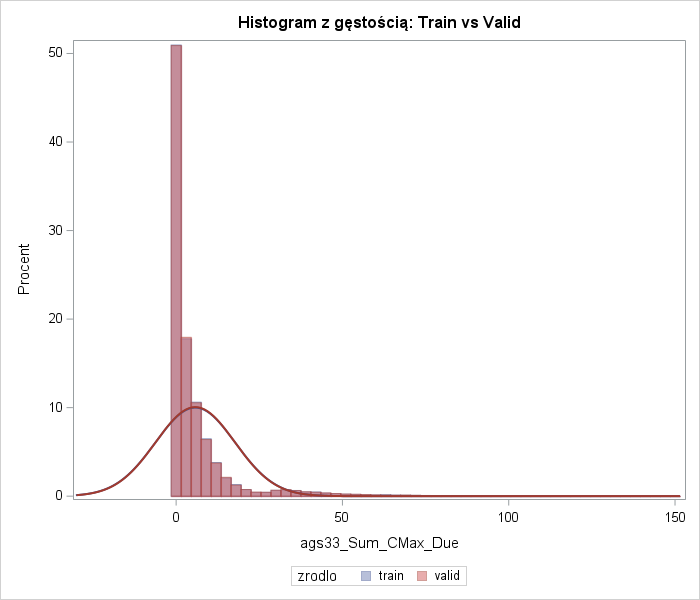 Histogram z gęstością: Train vs Valid
50
40
30
20
10
0
Procent
0 50 100 150
ags33_Sum_CMax_Due
zrodlo train valid